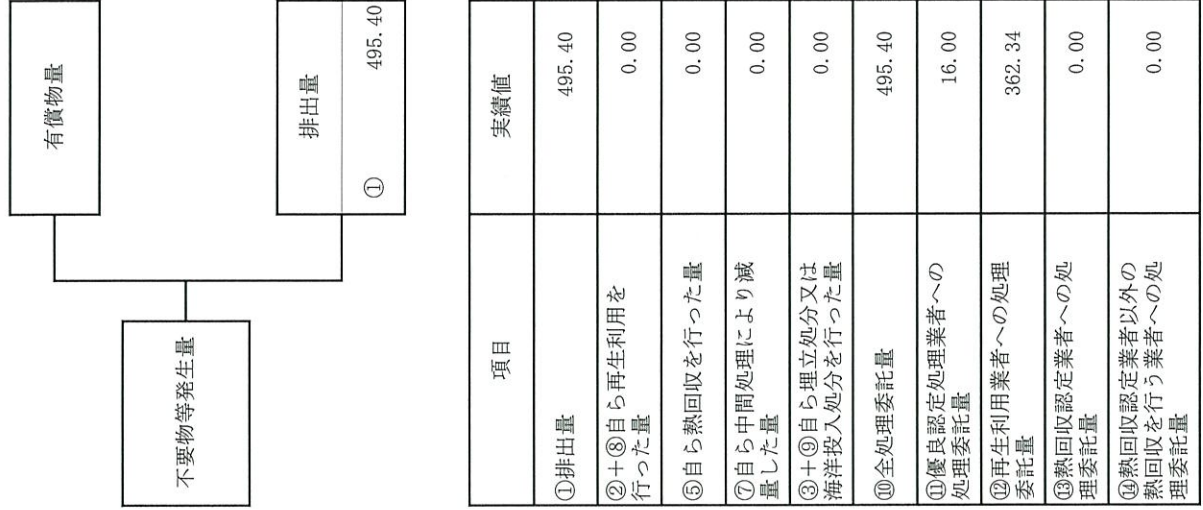 有償物量
不要物等発生量
排出量
① 495.40
項目 実績値
①排出量 495.40
②+⑧自ら再生利用を
行った量 0.00
⑤自ら熱回収を行った量 0.00
⑦自ら中間処理により減
量した量 0.00
③+⑨自ら埋立処分又は
海洋投入処分を行った量 0.00
⑩全処理委託量 495.40
⑪優良認定処理業者への
処理委託量 16.00
⑫再生利用業者への処理
委託量 362.34
⑬熱回収認定業者への処
理委託量 0.00
⑭熱回収認定業者以外の
熱回収を行う業者への処
理委託量 0.00